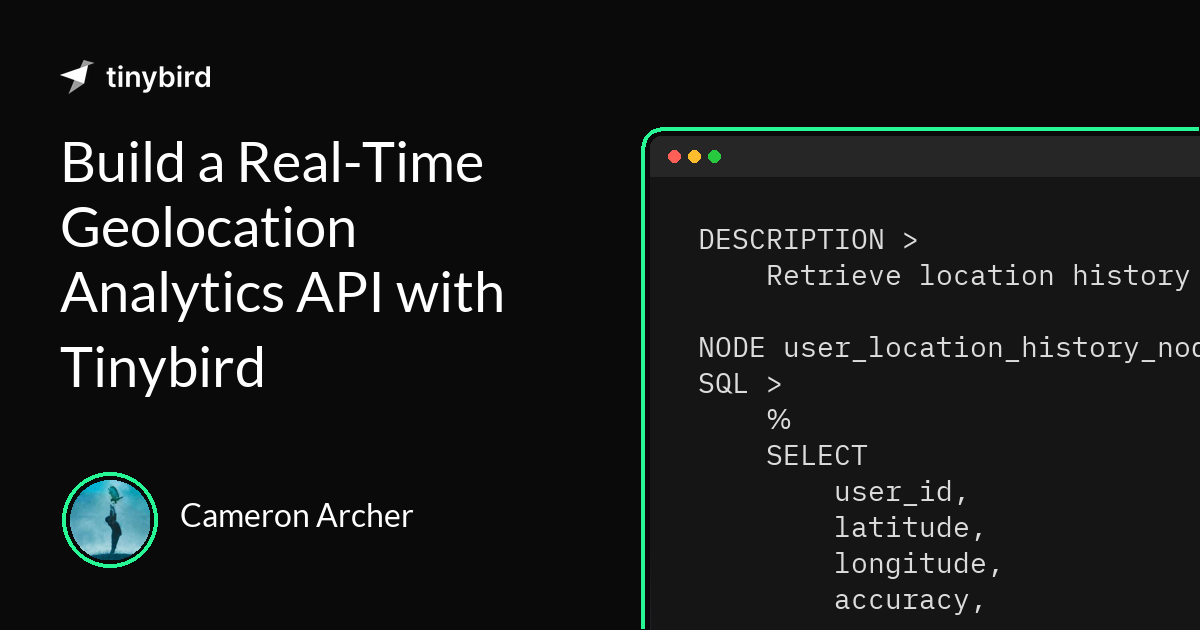 tinybird
Build a Real-Time
Geolocation
Analytics API with
Tinybird
Cameron Archer
DESCRIPTION >
Retrieve location history
NODE user_location_history_nod
SQL >
%
SELECT
user_id,
latitude,
longitude,
accuracy,